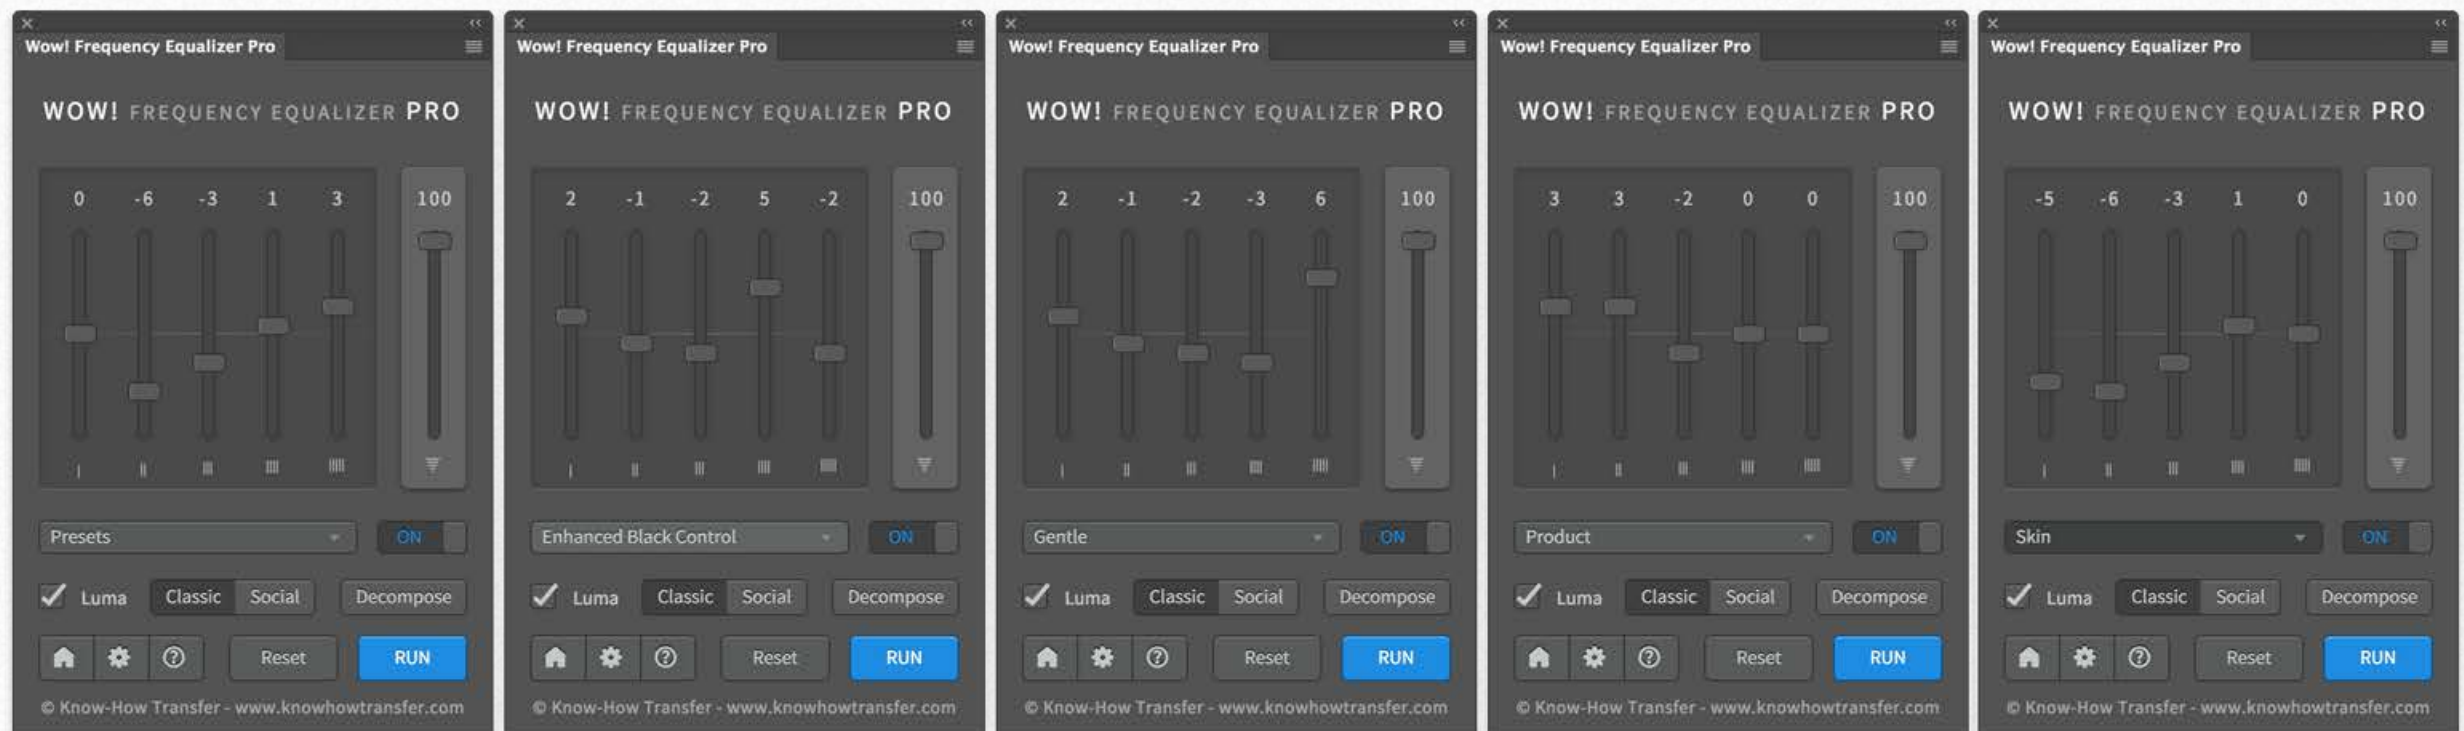 Wow! Frequency Equalizer Pro
WOW! FREQUENCY EQUALIZER PRO
0 -6 -3 1 3 100
Presets ON
Luma Classic Social Decompose
Reset RUN
© Know-How Transfer - www.knowhowtransfer.com
Wow! Frequency Equalizer Pro
WOW! FREQUENCY EQUALIZER PRO
2 -1 -2 5 -2 100
Enhanced Black Control ON
Luma Classic Social Decompose
Reset RUN
© Know-How Transfer - www.knowhowtransfer.com
Wow! Frequency Equalizer Pro
WOW! FREQUENCY EQUALIZER PRO
2 -1 -2 -3 6 100
Gentle ON
Luma Classic Social Decompose
Reset RUN
© Know-How Transfer - www.knowhowtransfer.com
Wow! Frequency Equalizer Pro
WOW! FREQUENCY EQUALIZER PRO
3 3 -2 0 0 100
Product ON
Luma Classic Social Decompose
Reset RUN
© Know-How Transfer - www.knowhowtransfer.com
Wow! Frequency Equalizer Pro
WOW! FREQUENCY EQUALIZER PRO
-5 -6 -3 1 0 100
Skin ON
Luma Classic Social Decompose
Reset RUN
© Know-How Transfer - www.knowhowtransfer.com